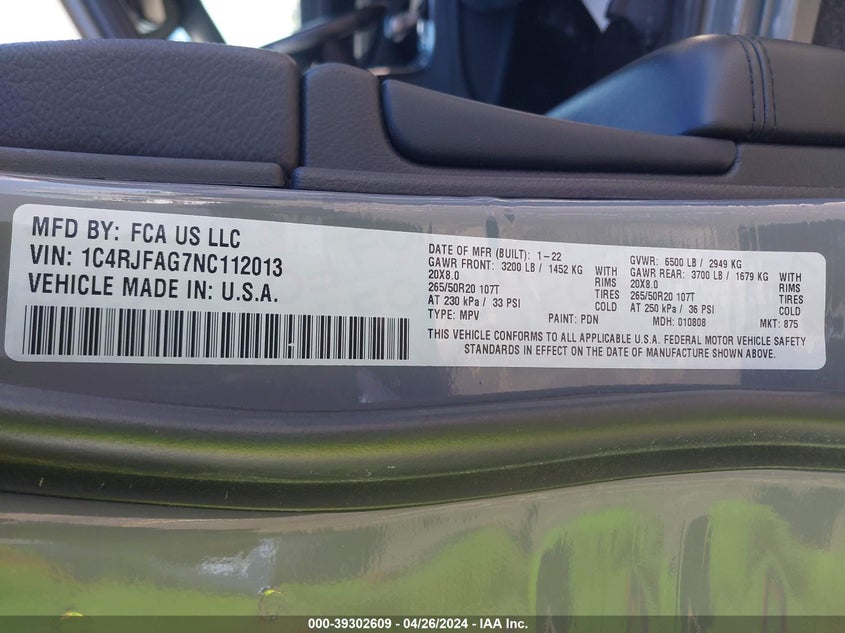 MFD BY: FCA US LLC
VIN: 1C4RJFAG7NC112013
VEHICLE MADE IN: U.S.A.
DATE OF MFR (BUILT): 1-22 GVWR: 6500 LB / 2949 KG
GAWR FRONT: 3200 LB / 1452 KG WITH GAWR REAR: 3700 LB / 1679 KG WITH
20X8.0 RIMS 20X8.0 RIMS
265/50R20 107T TIRES 265/50R20 107T TIRES
AT 230 kPa / 33 PSI COLD AT 250 kPa / 36 PSI COLD
TYPE: MPV PAINT: PDN MDH: 010808 MKT: 875
THIS VEHICLE CONFORMS TO ALL APPLICABLE U.S.A. FEDERAL MOTOR VEHICLE SAFETY
STANDARDS IN EFFECT ON THE DATE OF MANUFACTURE SHOWN ABOVE.
000-39302609 - 04/26/2024 - IAA Inc.